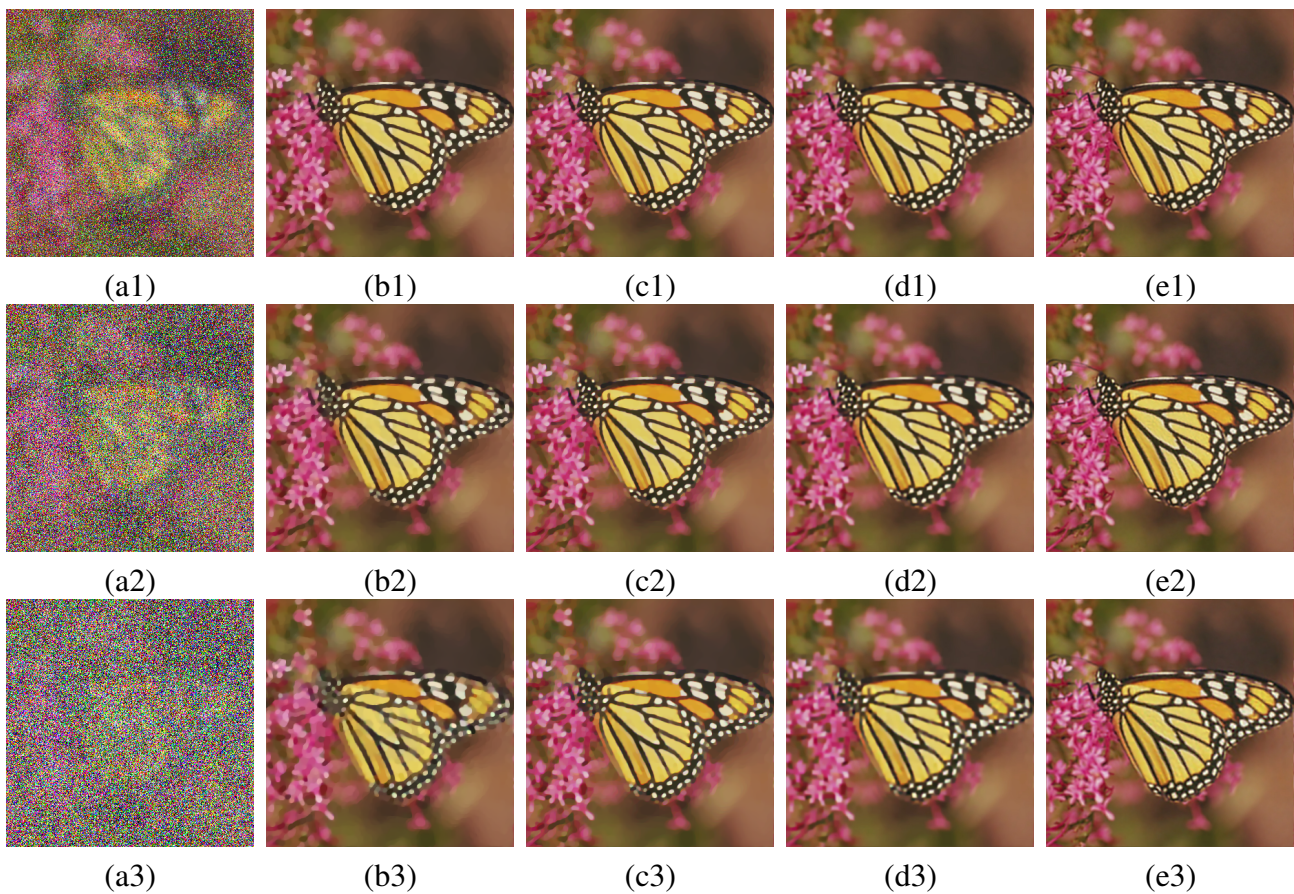 (a1) (b1) (c1) (d1) (e1)
(a2) (b2) (c2) (d2) (e2)
(a3) (b3) (c3) (d3) (e3)